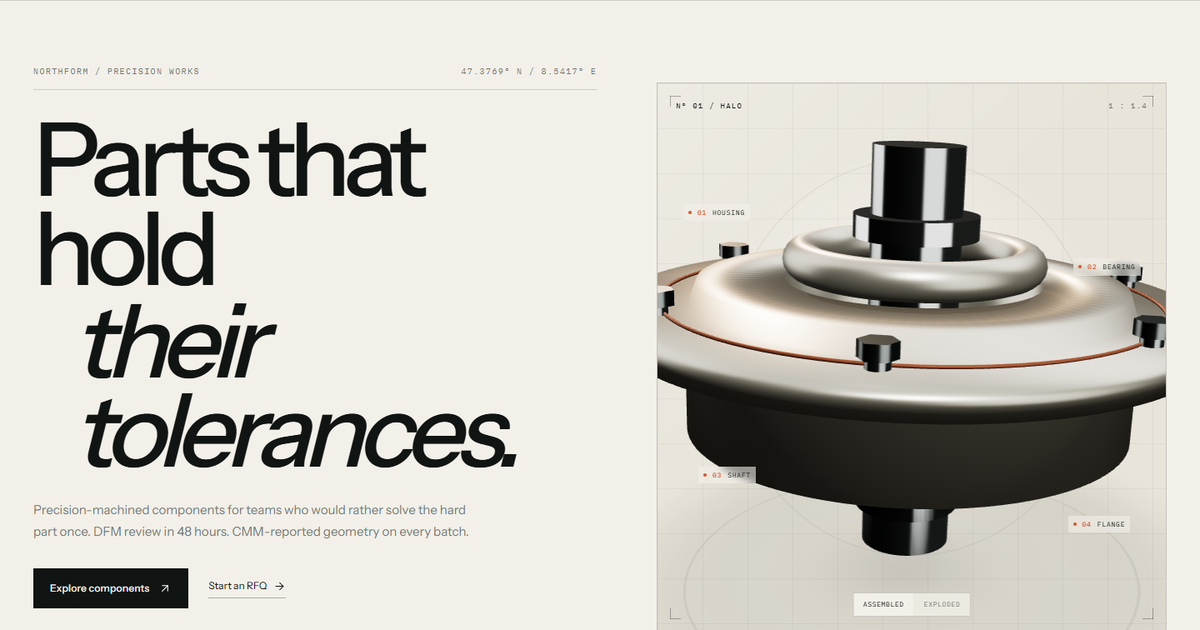 NORTHFORM / PRECISION WORKS
47.3769° N / 8.5417° E
Parts that
hold
their
tolerances.
Precision-machined components for teams who would rather solve the hard
part once. DFM review in 48 hours. CMM-reported geometry on every batch.
Explore components
Start an RFQ
Nº 01 / HALO
1 : 1.4
01 HOUSING
02 BEARING
03 SHAFT
04 FLANGE
ASSEMBLED
EXPLODED